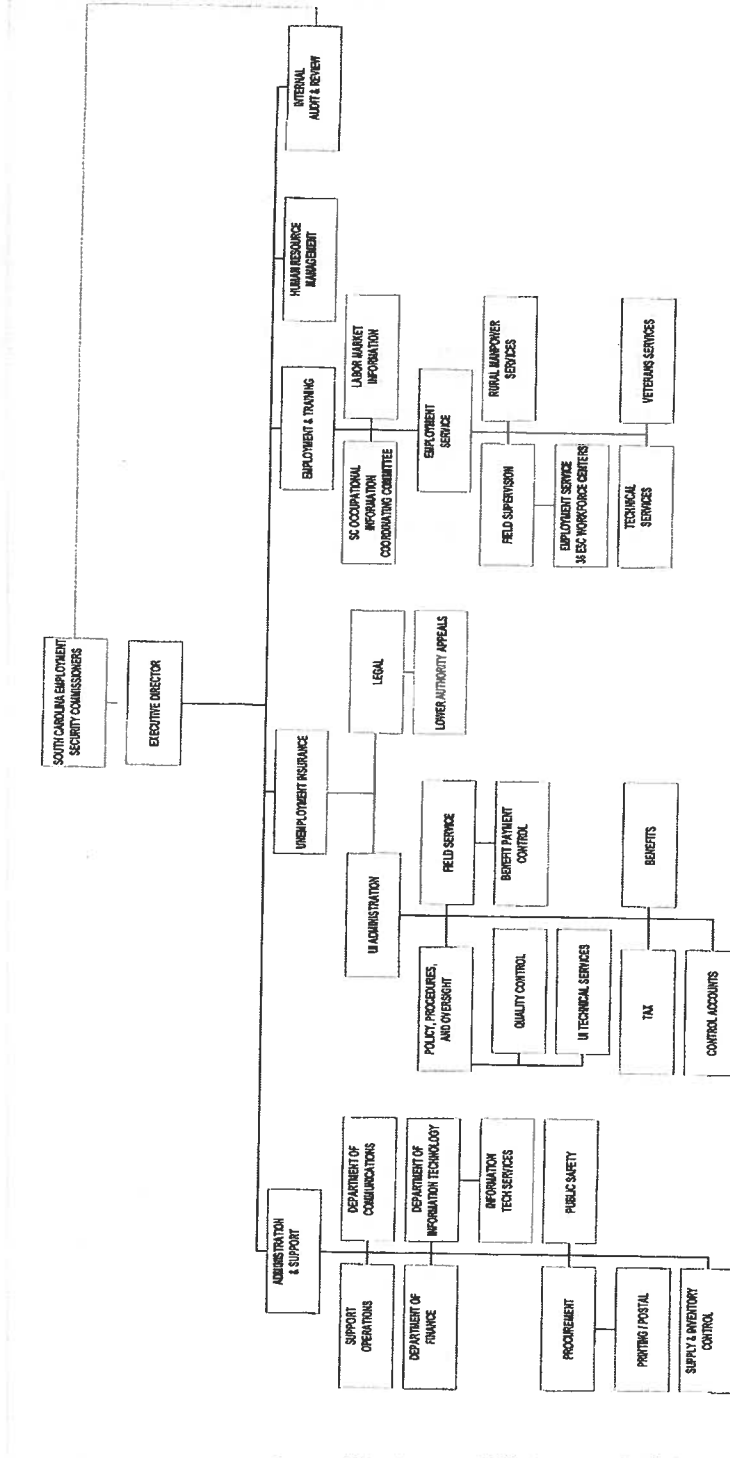 SOUTH CAROLINA EMPLOYMENT
SECURITY COMMISSIONERS
EXECUTIVE DIRECTOR
ADMINISTRATION
& SUPPORT
UNEMPLOYMENT INSURANCE
EMPLOYMENT & TRAINING
HUMAN RESOURCE
MANAGEMENT
INTERNAL
AUDIT & REVIEW
SUPPORT
OPERATIONS
DEPARTMENT OF
COMMUNICATIONS
DEPARTMENT OF
FINANCE
DEPARTMENT OF
INFORMATION TECHNOLOGY
INFORMATION
TECH SERVICES
PROCUREMENT
PUBLIC SAFETY
PRINTING / POSTAL
SUPPLY & INVENTORY
CONTROL
UI ADMINISTRATION
LEGAL
LOWER AUTHORITY APPEALS
POLICY, PROCEDURES,
AND OVERSIGHT
FIELD SERVICE
QUALITY CONTROL
BENEFIT PAYMENT
CONTROL
UI TECHNICAL SERVICES
TAX
BENEFITS
CONTROL ACCOUNTS
SC OCCUPATIONAL
INFORMATION
COORDINATING COMMITTEE
LABOR MARKET
INFORMATION
EMPLOYMENT
SERVICE
FIELD SUPERVISION
RURAL MANPOWER
SERVICES
EMPLOYMENT SERVICE
36 ESC WORKFORCE CENTERS
TECHNICAL
SERVICES
VETERANS SERVICES